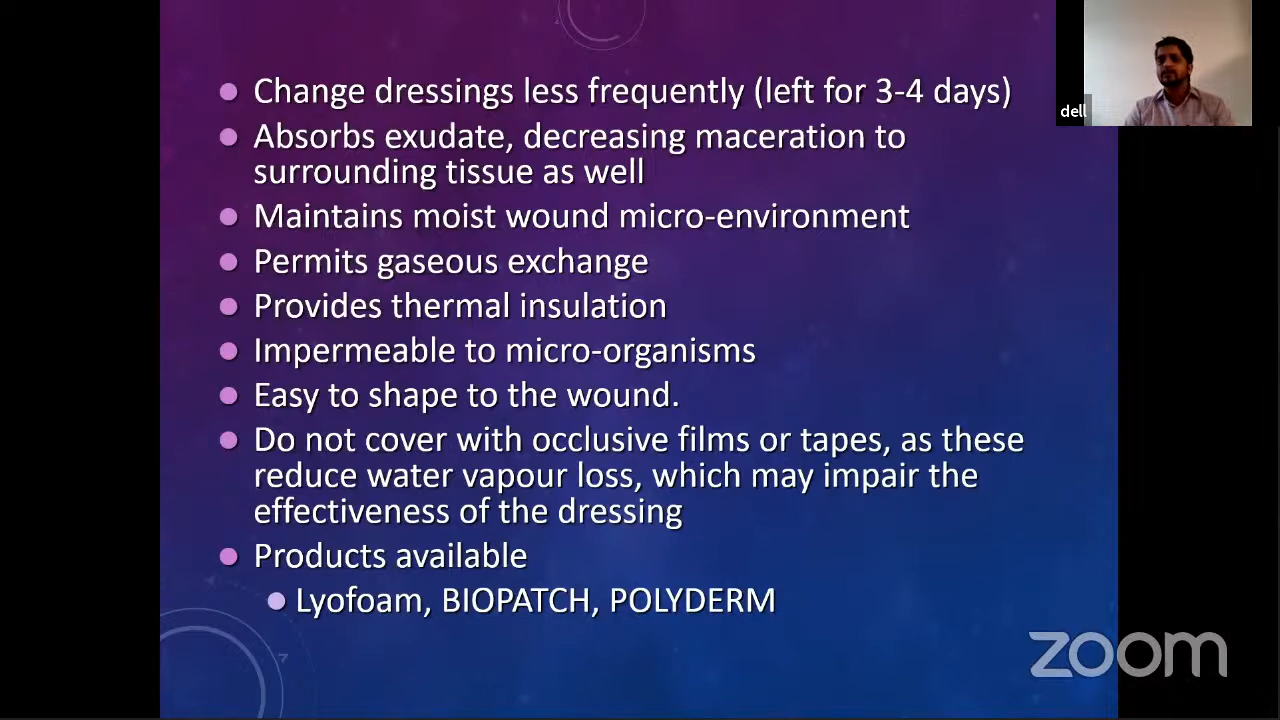 Change dressings less frequently (left for 3-4 days)
Absorbs exudate, decreasing maceration to
surrounding tissue as well
Maintains moist wound micro-environment
Permits gaseous exchange
Provides thermal insulation
Impermeable to micro-organisms
Easy to shape to the wound.
Do not cover with occlusive films or tapes, as these
reduce water vapour loss, which may impair the
effectiveness of the dressing
Products available
Lyofoam, BIOPATCH, POLYDERM
dell
zoom